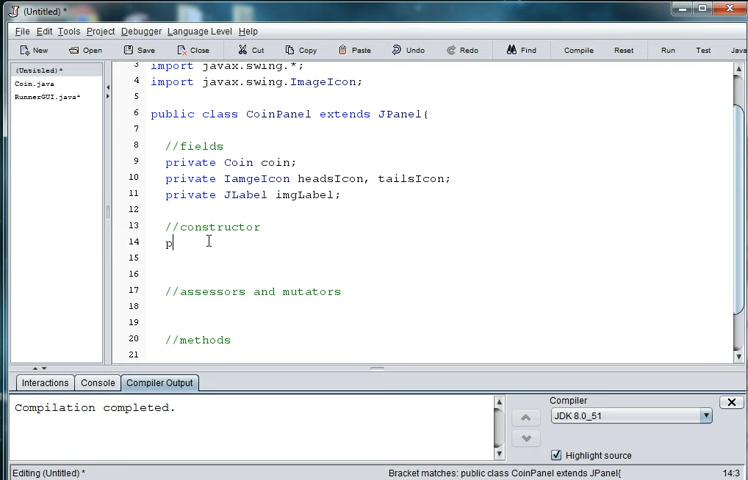 (Untitled) *
File Edit Tools Project Debugger Language Level Help
New Open Save Close Cut Copy Paste Undo Redo Find Compile Reset Run Test Java
(Untitled)*
Coin.java
RunnerGUI.java*
3 import javax.swing.*;
4 import javax.swing.ImageIcon;
5
6 public class CoinPanel extends JPanel{
7
8 //fields
9 private Coin coin;
10 private IamgeIcon headsIcon, tailsIcon;
11 private JLabel imgLabel;
12
13 //constructor
14 p
15
16
17 //assessors and mutators
18
19
20 //methods
21
Interactions Console Compiler Output
Compilation completed.
Compiler
JDK 8.0_51
Highlight source
Editing (Untitled) * Bracket matches: public class CoinPanel extends JPanel{ 14:3